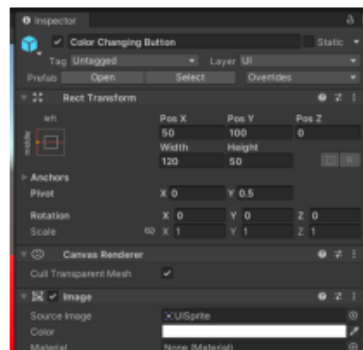 Inspector
Color Changing Button Static
Tag Untagged Layer UI
Prefab Open Select Overrides
Rect Transform
left
Pos X Pos Y Pos Z
middle
50 100 0
Width Height
120 50
R
Anchors
Pivot X 0 Y 0.5
Rotation X 0 Y 0 Z 0
Scale X 1 Y 1 Z 1
Canvas Renderer
Cull Transparent Mesh
Image
Source Image UISprite
Color
Material None (Material)